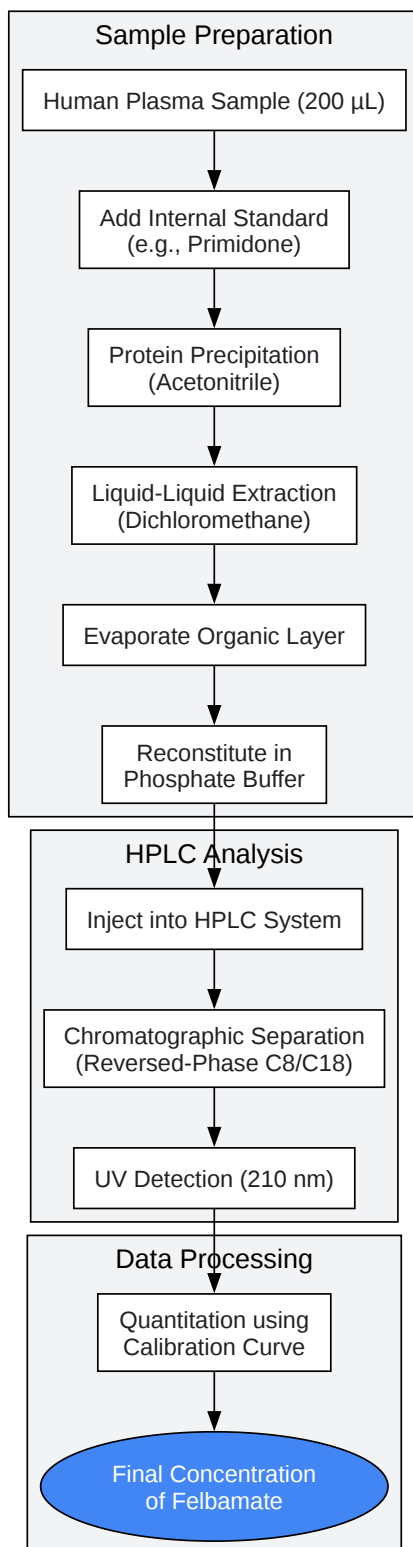 Sample Preparation
Human Plasma Sample (200 µL)
Add Internal Standard
(e.g., Primidone)
Protein Precipitation
(Acetonitrile)
Liquid-Liquid Extraction
(Dichloromethane)
Evaporate Organic Layer
Reconstitute in
Phosphate Buffer
HPLC Analysis
Inject into HPLC System
Chromatographic Separation
(Reversed-Phase C8/C18)
UV Detection (210 nm)
Data Processing
Quantitation using
Calibration Curve
Final Concentration
of Felbamate